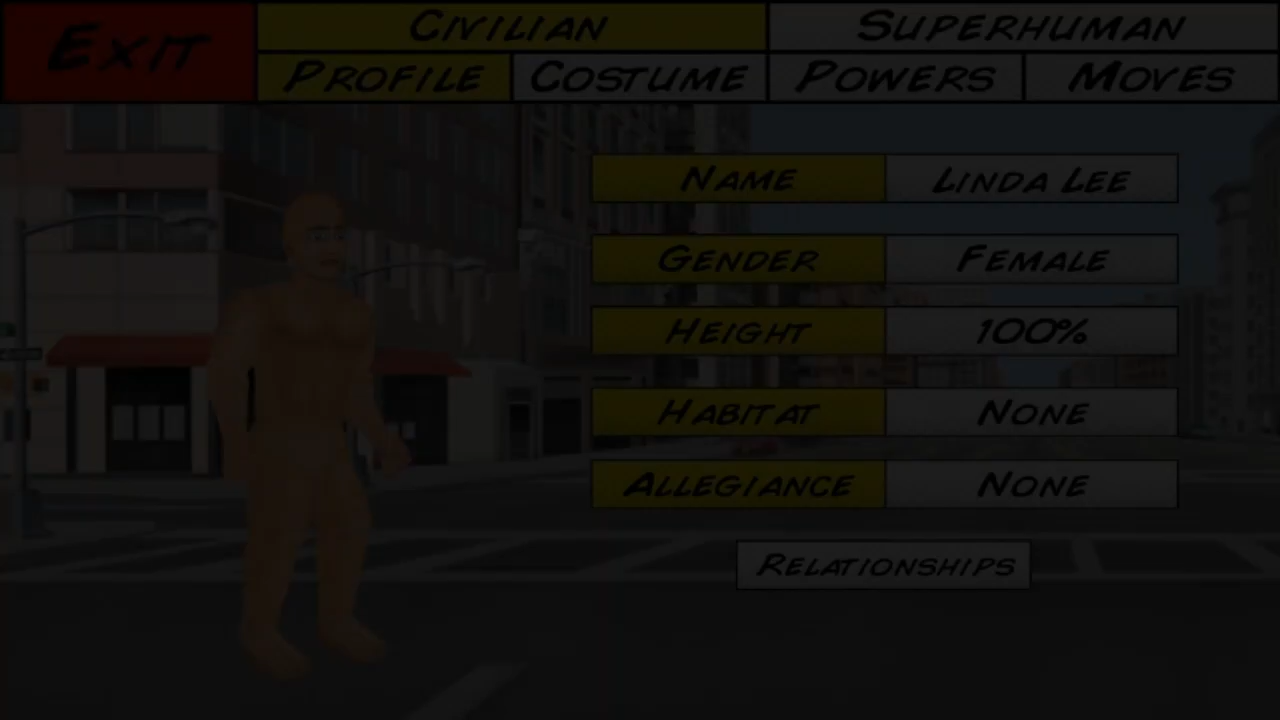 EXIT
CIVILIAN
SUPERHUMAN
PROFILE
COSTUME
POWERS
MOVES
NAME
LINDA LEE
GENDER
FEMALE
HEIGHT
100%
HABITAT
NONE
ALLEGIANCE
NONE
RELATIONSHIPS